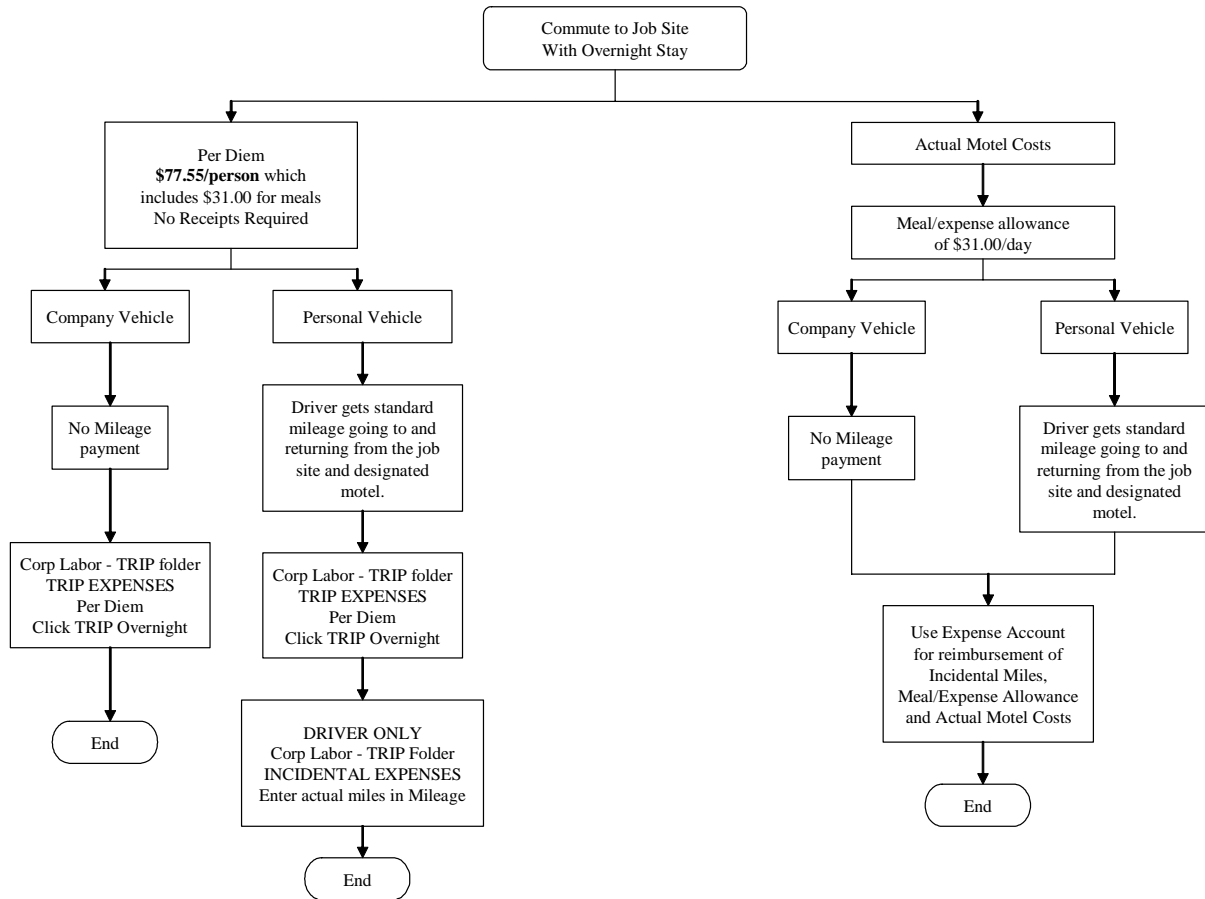 Commute to Job Site
With Overnight Stay
Per Diem
$77.55/person which
includes $31.00 for meals
No Receipts Required
Actual Motel Costs
Meal/expense allowance
of $31.00/day
Company Vehicle
Personal Vehicle
Company Vehicle
Personal Vehicle
No Mileage
payment
Driver gets standard
mileage going to and
returning from the job
site and designated
motel.
No Mileage
payment
Driver gets standard
mileage going to and
returning from the job
site and designated
motel.
Corp Labor - TRIP folder
TRIP EXPENSES
Per Diem
Click TRIP Overnight
Corp Labor - TRIP folder
TRIP EXPENSES
Per Diem
Click TRIP Overnight
Use Expense Account
for reimbursement of
Incidental Miles,
Meal/Expense Allowance
and Actual Motel Costs
End
DRIVER ONLY
Corp Labor - TRIP Folder
INCIDENTAL EXPENSES
Enter actual miles in Mileage
End
End